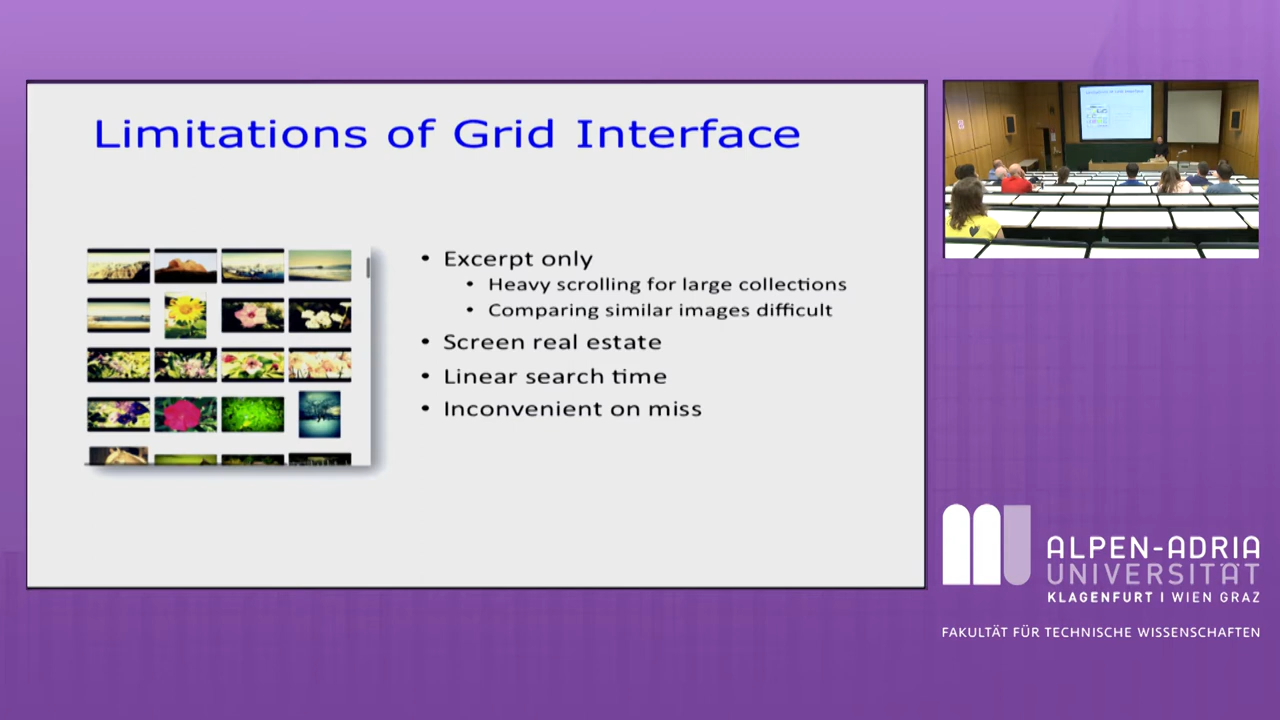 Limitations of Grid Interface
• Excerpt only
• Heavy scrolling for large collections
• Comparing similar images difficult
• Screen real estate
• Linear search time
• Inconvenient on miss
ALPEN-ADRIA
UNIVERSITÄT
KLAGENFURT I WIEN GRAZ
FAKULTÄT FÜR TECHNISCHE WISSENSCHAFTEN